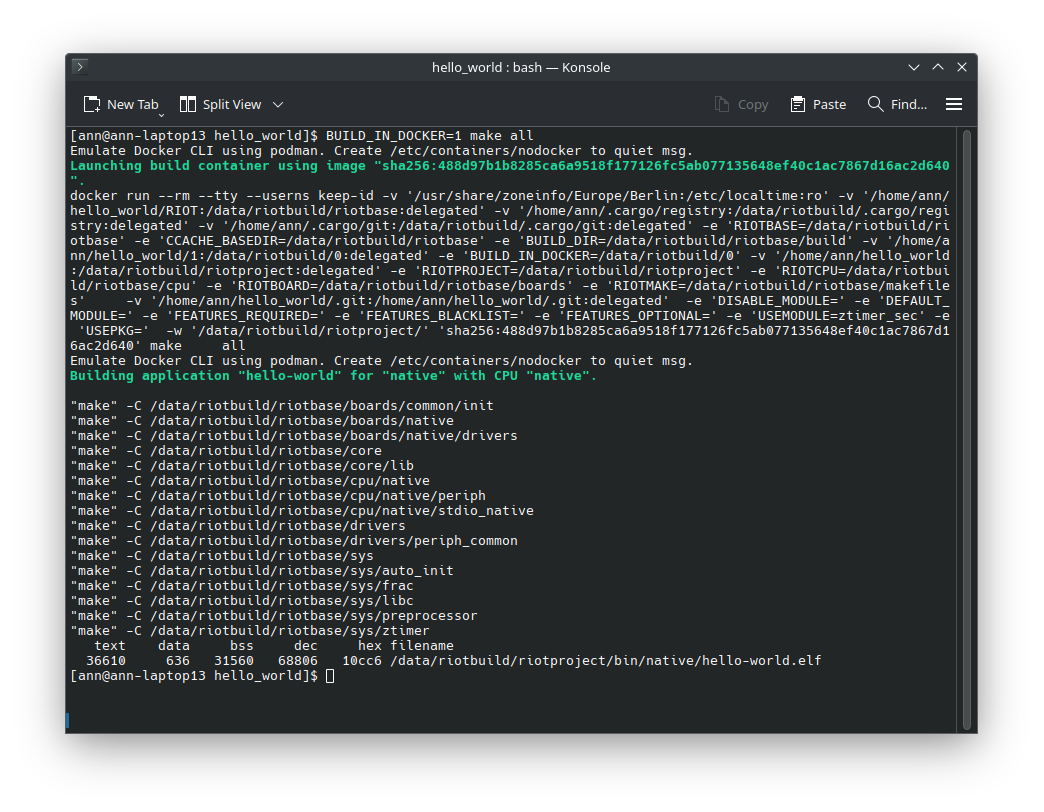 hello_world : bash — Konsole
New Tab Split View Copy Paste Find...
[ann@ann-laptop13 hello_world]$ BUILD_IN_DOCKER=1 make all
Emulate Docker CLI using podman. Create /etc/containers/nodocker to quiet msg.
Launching build container using image "sha256:488d97b1b8285ca6a9518f177126fc5ab077135648ef40c1ac7867d16ac2d640
".
docker run --rm --tty --userns keep-id -v '/usr/share/zoneinfo/Europe/Berlin:/etc/localtime:ro' -v '/home/ann/
hello_world/RIOT:/data/riotbuild/riotbase:delegated' -v '/home/ann/.cargo/registry:/data/riotbuild/.cargo/regi
stry:delegated' -v '/home/ann/.cargo/git:/data/riotbuild/.cargo/git:delegated' -e 'RIOTBASE=/data/riotbuild/ri
otbase' -e 'CCACHE_BASEDIR=/data/riotbuild/riotbase' -e 'BUILD_DIR=/data/riotbuild/riotbase/build' -v '/home/a
nn/hello_world/1:/data/riotbuild/0:delegated' -e 'BUILD_IN_DOCKER=/data/riotbuild/0' -v '/home/ann/hello_world
:/data/riotbuild/riotproject:delegated' -e 'RIOTPROJECT=/data/riotbuild/riotproject' -e 'RIOTCPU=/data/riotbui
ld/riotbase/cpu' -e 'RIOTBOARD=/data/riotbuild/riotbase/boards' -e 'RIOTMAKE=/data/riotbuild/riotbase/makefile
s'     -v '/home/ann/hello_world/.git:/home/ann/hello_world/.git:delegated'  -e 'DISABLE_MODULE=' -e 'DEFAULT_
MODULE=' -e 'FEATURES_REQUIRED=' -e 'FEATURES_BLACKLIST=' -e 'FEATURES_OPTIONAL=' -e 'USEMODULE=ztimer_sec' -e
 'USEPKG='  -w '/data/riotbuild/riotproject/' 'sha256:488d97b1b8285ca6a9518f177126fc5ab077135648ef40c1ac7867d1
6ac2d640' make     all
Emulate Docker CLI using podman. Create /etc/containers/nodocker to quiet msg.
Building application "hello-world" for "native" with CPU "native".
"make" -C /data/riotbuild/riotbase/boards/common/init
"make" -C /data/riotbuild/riotbase/boards/native
"make" -C /data/riotbuild/riotbase/boards/native/drivers
"make" -C /data/riotbuild/riotbase/core
"make" -C /data/riotbuild/riotbase/core/lib
"make" -C /data/riotbuild/riotbase/cpu/native
"make" -C /data/riotbuild/riotbase/cpu/native/periph
"make" -C /data/riotbuild/riotbase/cpu/native/stdio_native
"make" -C /data/riotbuild/riotbase/drivers
"make" -C /data/riotbuild/riotbase/drivers/periph_common
"make" -C /data/riotbuild/riotbase/sys
"make" -C /data/riotbuild/riotbase/sys/auto_init
"make" -C /data/riotbuild/riotbase/sys/frac
"make" -C /data/riotbuild/riotbase/sys/libc
"make" -C /data/riotbuild/riotbase/sys/preprocessor
"make" -C /data/riotbuild/riotbase/sys/ztimer
   text    data     bss     dec     hex filename
  36610     636   31560   68806   10cc6 /data/riotbuild/riotproject/bin/native/hello-world.elf
[ann@ann-laptop13 hello_world]$